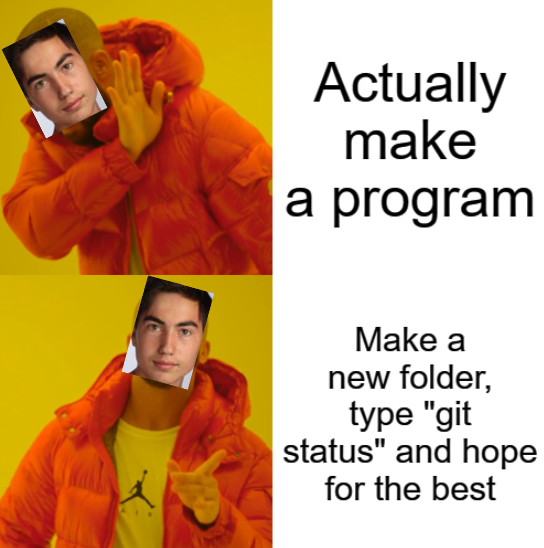 Actually
make
a program
Make a
new folder,
type "git
status" and hope
for the best